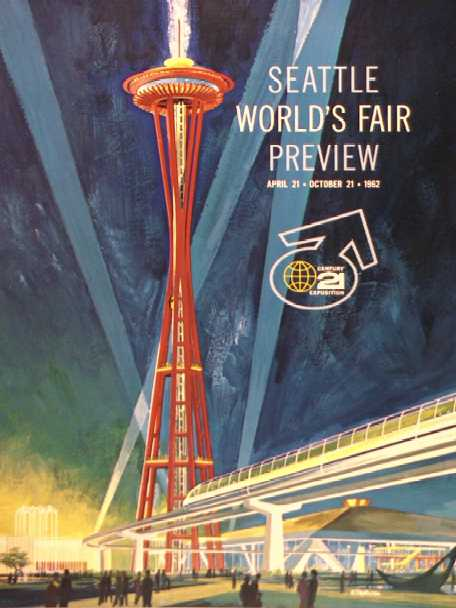 SEATTLE
WORLD'S FAIR
PREVIEW
APRIL 21 • OCTOBER 21 • 1962
CENTURY
21
EXPOSITION